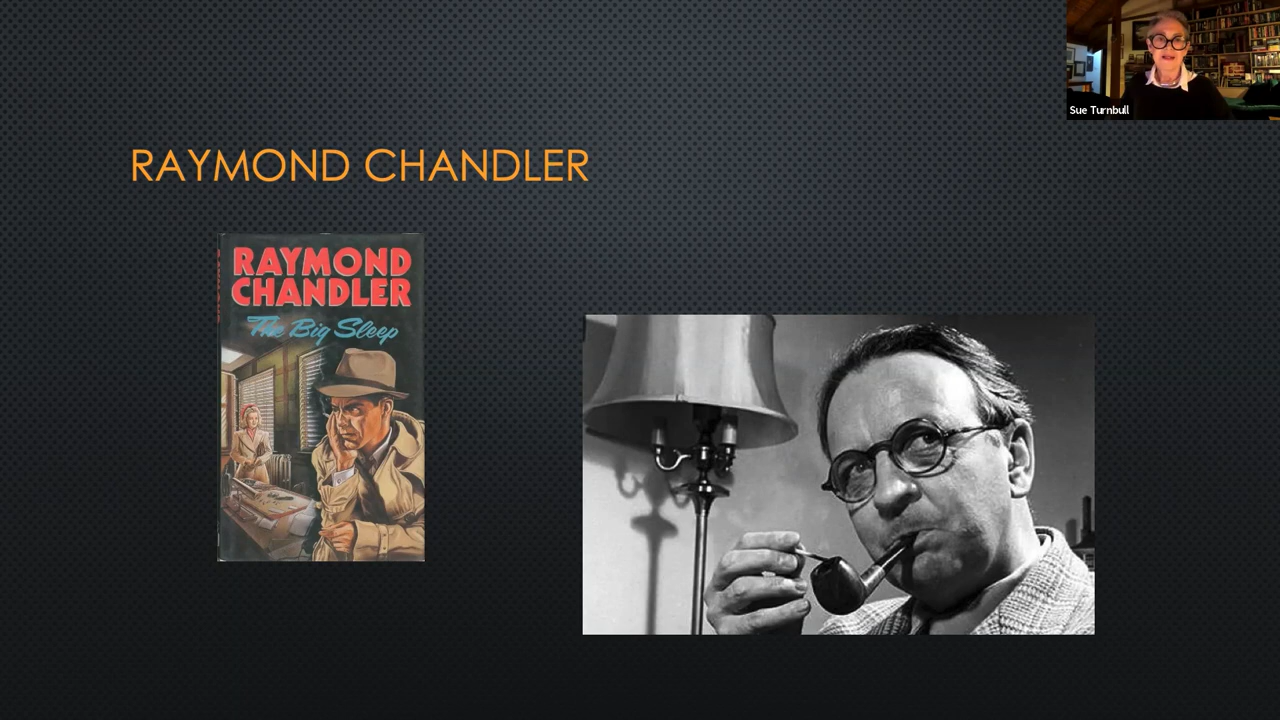 Sue Turnbull
RAYMOND CHANDLER
RAYMOND
CHANDLER
The Big Sleep